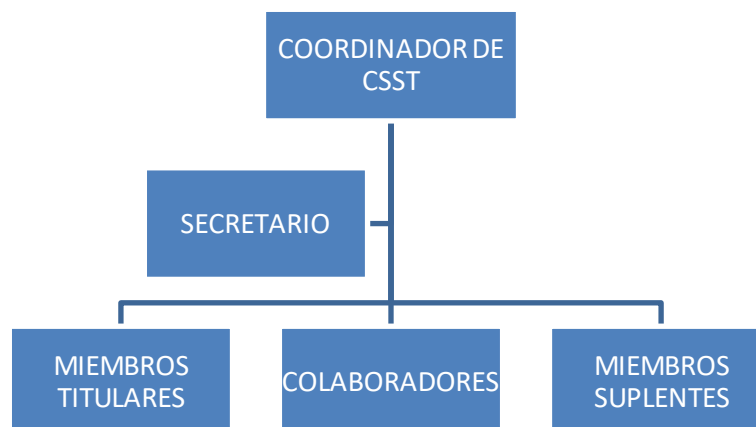 COORDINADOR DE
CSST
SECRETARIO
MIEMBROS
TITULARES
COLABORADORES
MIEMBROS
SUPLENTES